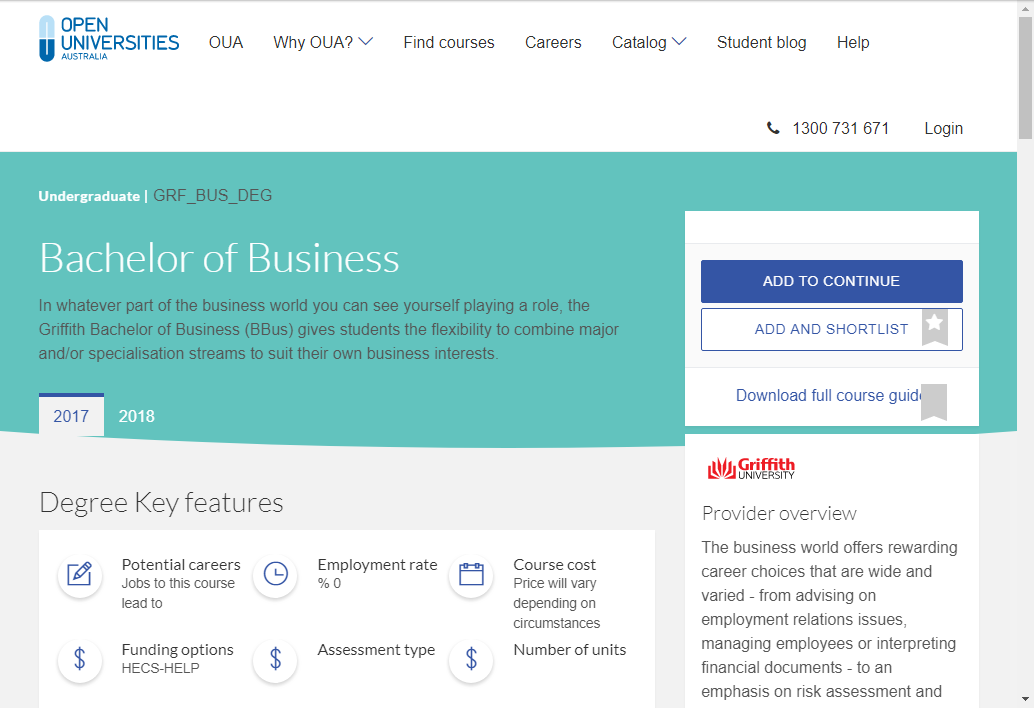 OPEN
UNIVERSITIES
AUSTRALIA
OUA
Why OUA?
Find courses
Careers
Catalog
Student blog
Help
1300 731 671
Login
Undergraduate | GRF_BUS_DEG
Bachelor of Business
In whatever part of the business world you can see yourself playing a role, the
Griffith Bachelor of Business (BBus) gives students the flexibility to combine major
and/or specialisation streams to suit their own business interests.
2017
2018
ADD TO CONTINUE
ADD AND SHORTLIST
Download full course guide
Degree Key features
Potential careers
Jobs to this course
lead to
Employment rate
% 0
Course cost
Price will vary
depending on
circumstances
Funding options
HECS-HELP
Assessment type
Number of units
Griffith
UNIVERSITY
Provider overview
The business world offers rewarding
career choices that are wide and
varied - from advising on
employment relations issues,
managing employees or interpreting
financial documents - to an
emphasis on risk assessment and